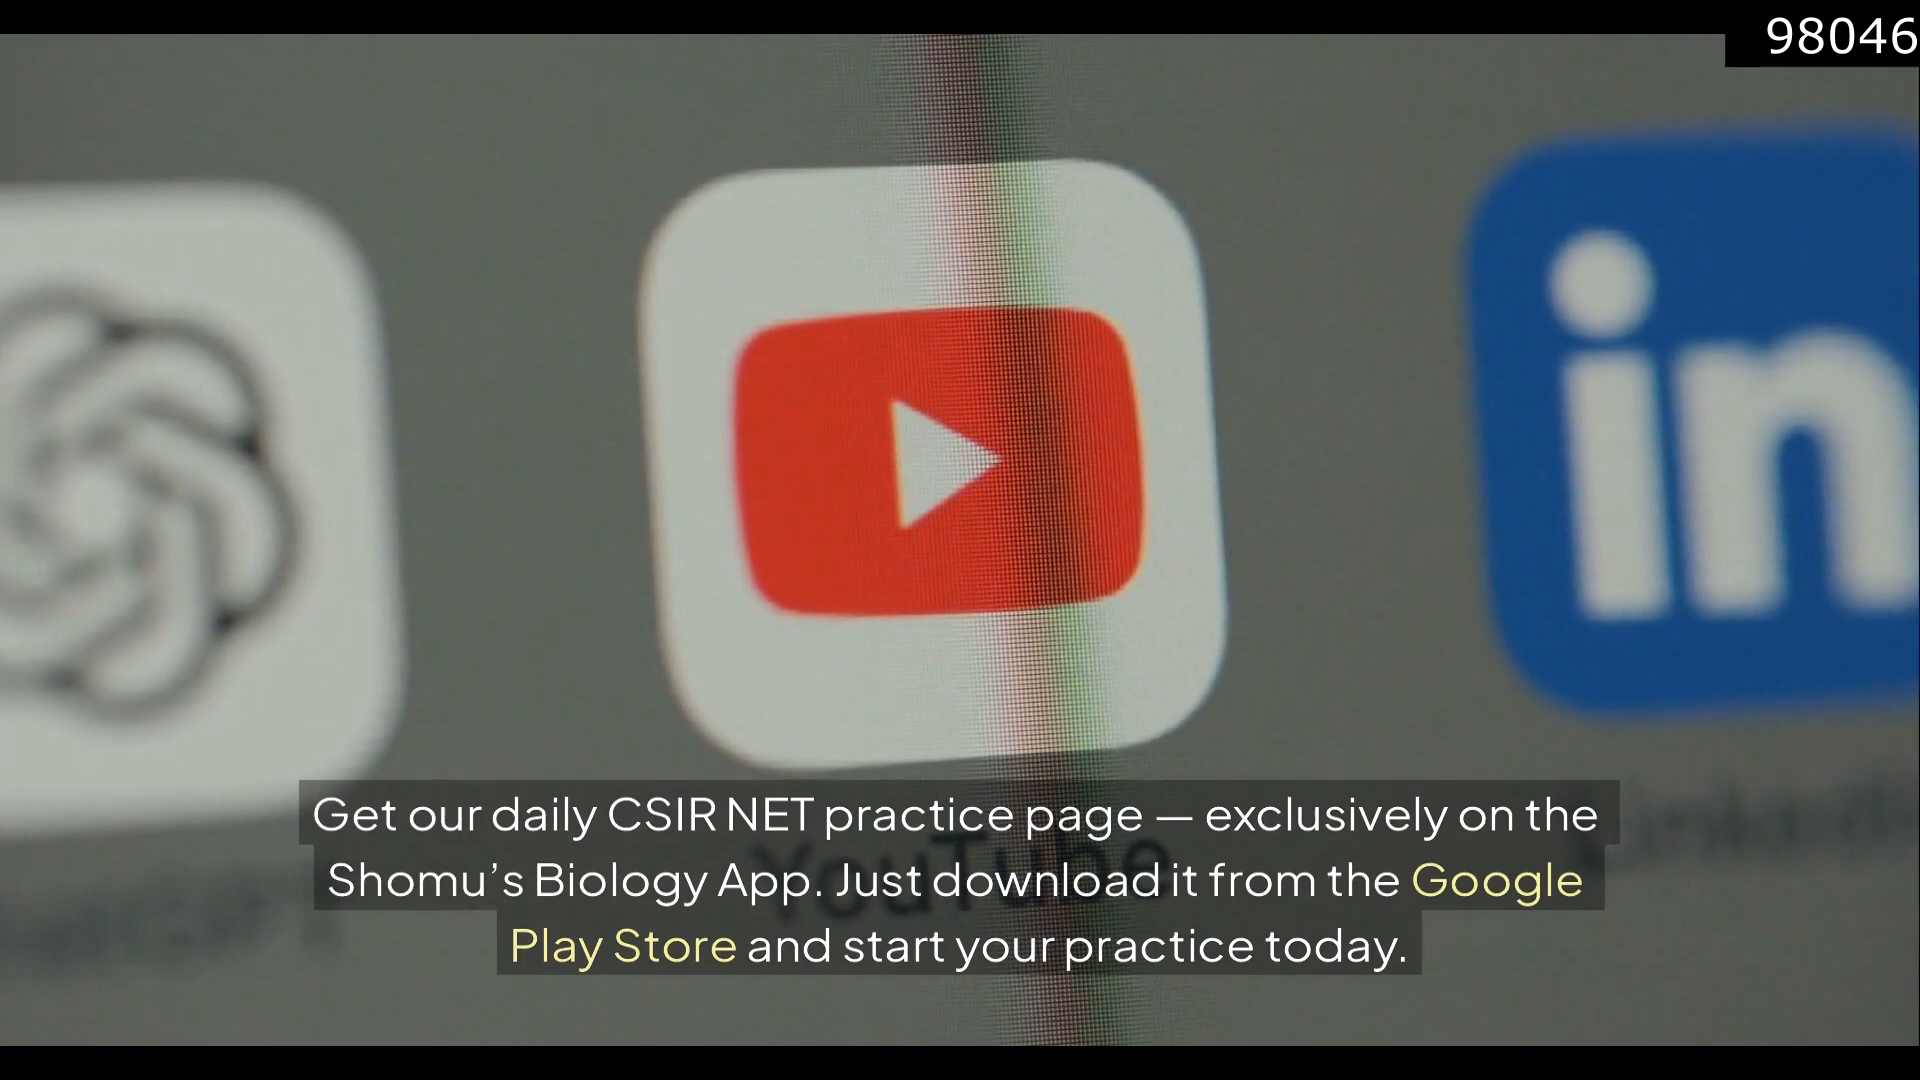 98046
in
Get our daily CSIR NET practice page — exclusively on the
Shomu’s Biology App. Just download it from the Google
Play Store and start your practice today.
YouTube